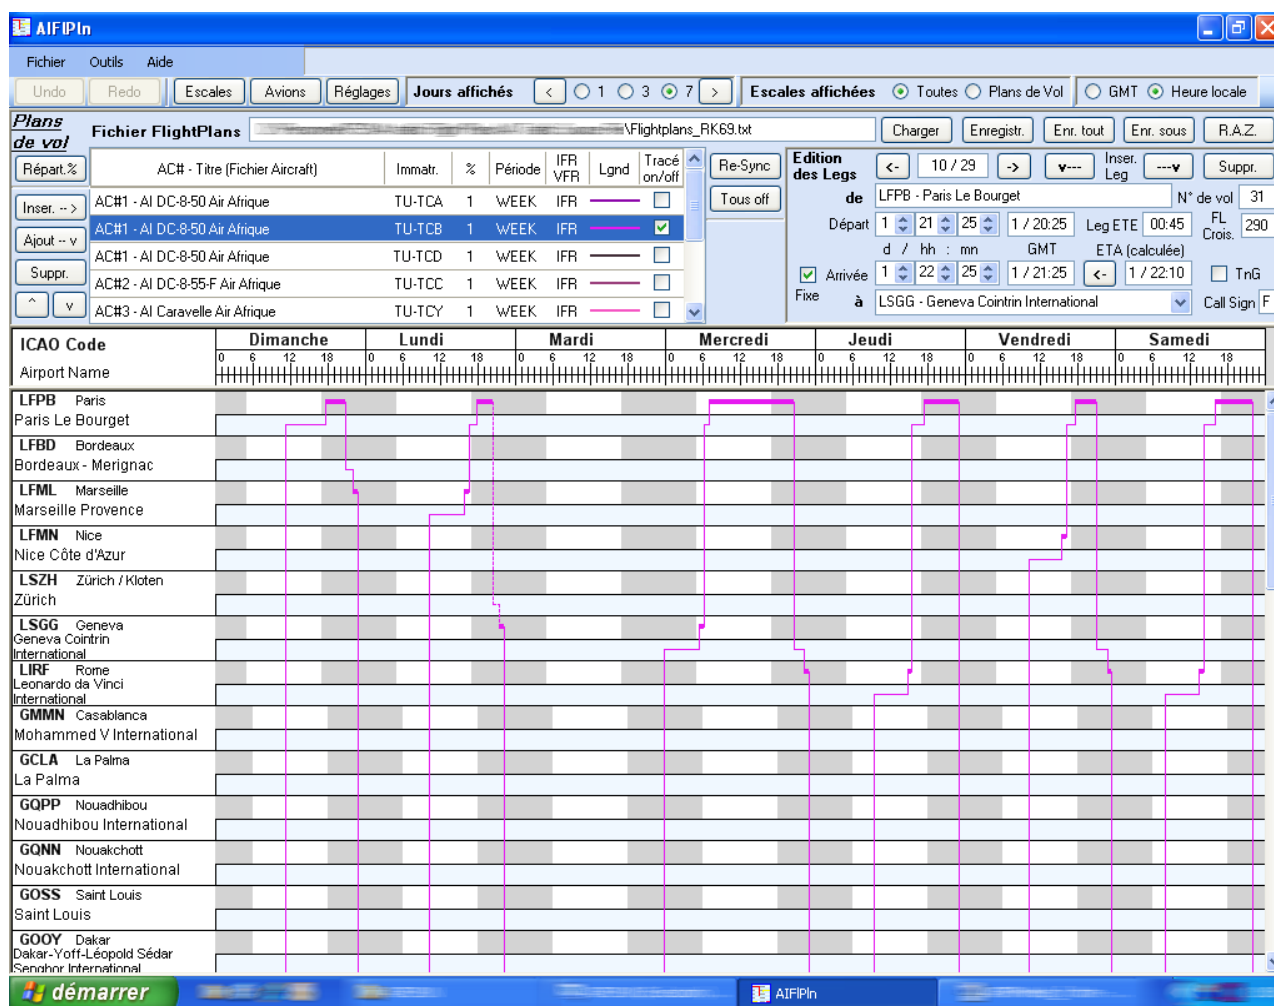 AIFIPln
Fichier Outils Aide
Undo Redo Escales Avions Réglages Jours affichés < 1 3 7 > Escales affichées Toutes Plans de Vol GMT Heure locale
Plans de vol
Fichier FlightPlans \Flightplans_RK69.txt Charger Enregistr. Enr. tout Enr. sous R.A.Z.
Répart.% AC# - Titre (Fichier Aircraft) Immatr. % Période IFR VFR Lgnd Tracé on/off Re-Sync
Inser. -- > AC#1 - AI DC-8-50 Air Afrique TU-TCA 1 WEEK IFR Tous off
Ajout -- v AC#1 - AI DC-8-50 Air Afrique TU-TCB 1 WEEK IFR
Suppr. AC#1 - AI DC-8-50 Air Afrique TU-TCD 1 WEEK IFR
AC#2 - AI DC-8-55-F Air Afrique TU-TCC 1 WEEK IFR
^ v AC#3 - AI Caravelle Air Afrique TU-TCY 1 WEEK IFR
Edition des Legs <- 10 / 29 -> v--- Inser. Leg ---v Suppr.
de LFPB - Paris Le Bourget N° de vol 31
Départ 1 21 25 1 / 20:25 Leg ETE 00:45 FL Crois. 290
d / hh : mn GMT ETA (calculée)
Arrivée 1 22 25 1 / 21:25 <- 1 / 22:10 TnG
Fixe à LSGG - Geneva Cointrin International Call Sign F
ICAO Code Dimanche Lundi Mardi Mercredi Jeudi Vendredi Samedi
0 6 12 18 0 6 12 18 0 6 12 18 0 6 12 18 0 6 12 18 0 6 12 18 0 6 12 18
Airport Name
LFPB Paris
Paris Le Bourget
LFBD Bordeaux
Bordeaux - Merignac
LFML Marseille
Marseille Provence
LFMN Nice
Nice Côte d'Azur
LSZH Zürich / Kloten
Zürich
LSGG Geneva
Geneva Cointrin
International
LIRF Rome
Leonardo da Vinci
International
GMMN Casablanca
Mohammed V International
GCLA La Palma
La Palma
GQPP Nouadhibou
Nouadhibou International
GQNN Nouakchott
Nouakchott International
GOSS Saint Louis
Saint Louis
GOOY Dakar
Dakar-Yoff-Léopold Sédar
Senghor International
démarrer AIFIPln